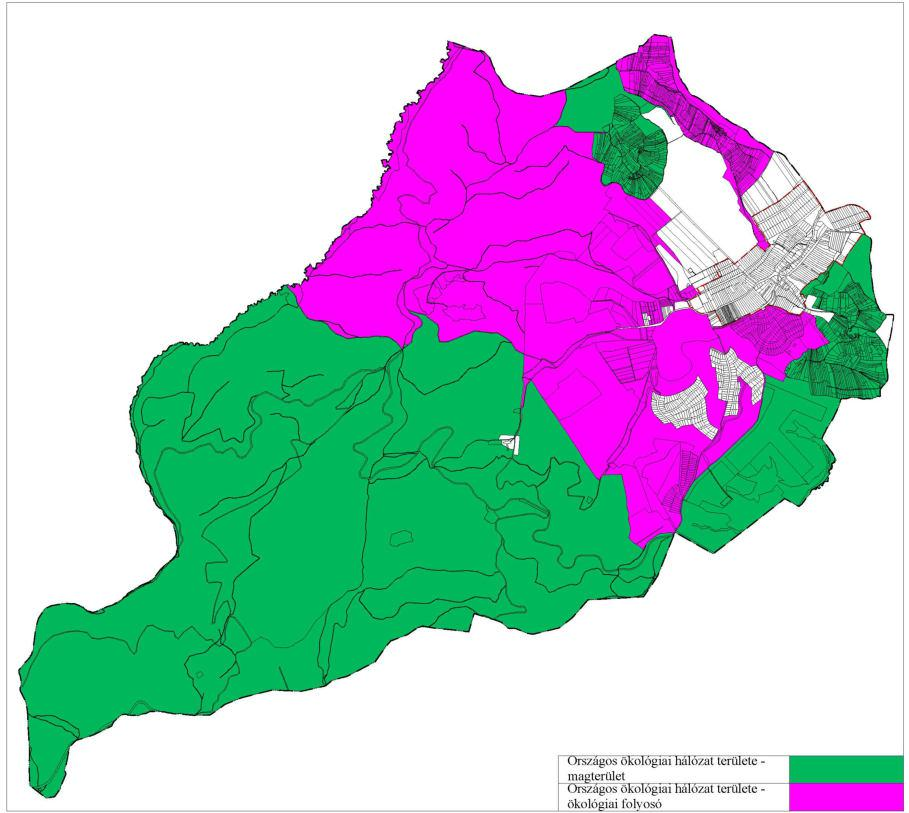 Országos ökológiai hálózat területe -
magterület
Országos ökológiai hálózat területe -
ökológiai folyosó